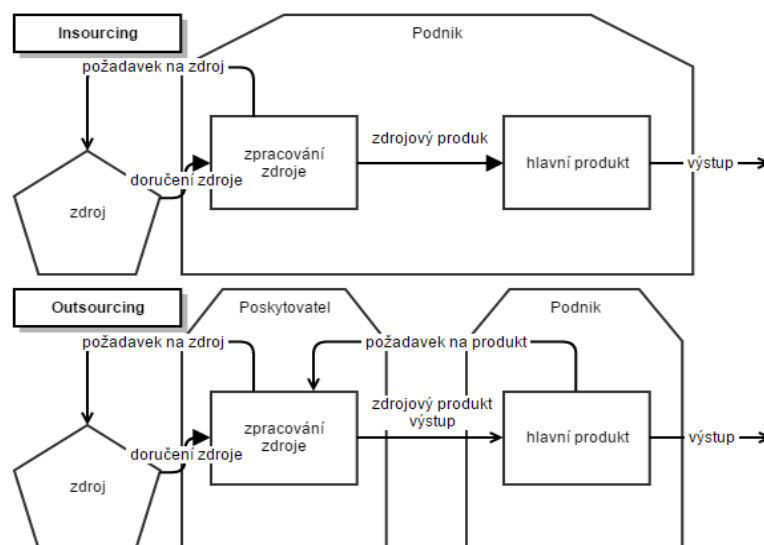 Insourcing
Podnik
požadavek na zdroj
zdrojový produk
zpracování
zdroje
hlavní produkt
výstup
doručení zdroje
zdroj
Outsourcing
Poskytovatel
Podnik
požadavek na zdroj
požadavek na produkt
zdrojový produkt
výstup
zpracování
zdroje
hlavní produkt
výstup
doručení zdroje
zdroj